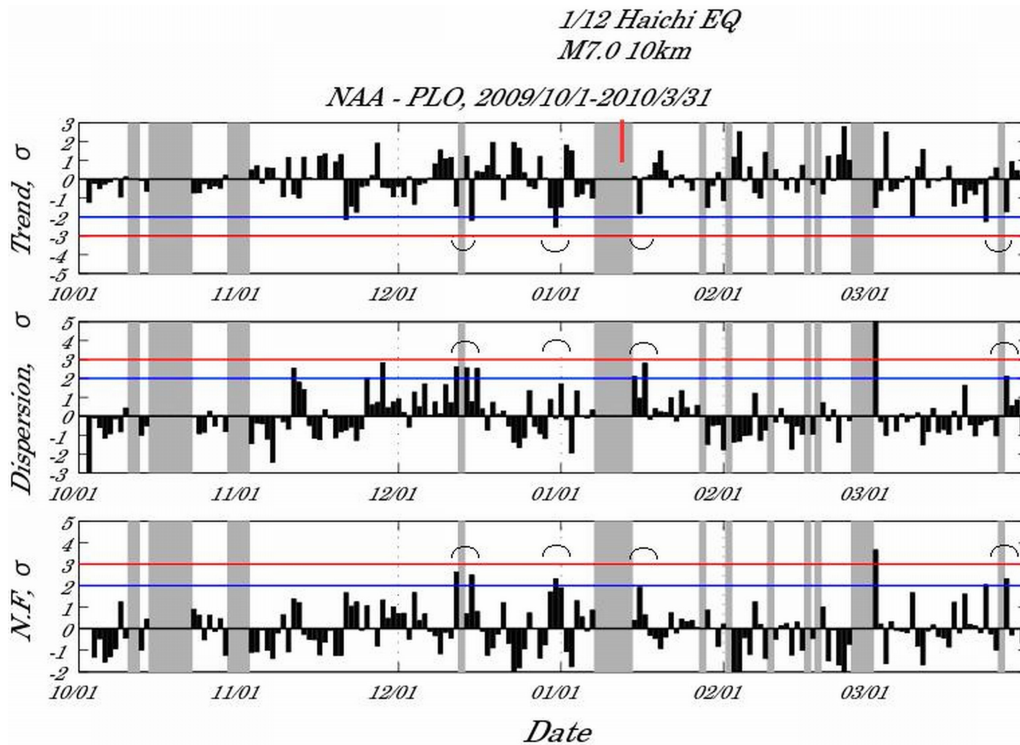 1/12 Haichi EQ
M7.0 10km
NAA - PLO, 2009/10/1-2010/3/31
Trend, σ
3
2
1
0
-1
-2
-3
-4
-5
10/01 11/01 12/01 01/01 02/01 03/01
Dispersion, σ
5
4
3
2
1
0
-1
-2
-3
10/01 11/01 12/01 01/01 02/01 03/01
N.F, σ
5
4
3
2
1
0
-1
-2
10/01 11/01 12/01 01/01 02/01 03/01
Date